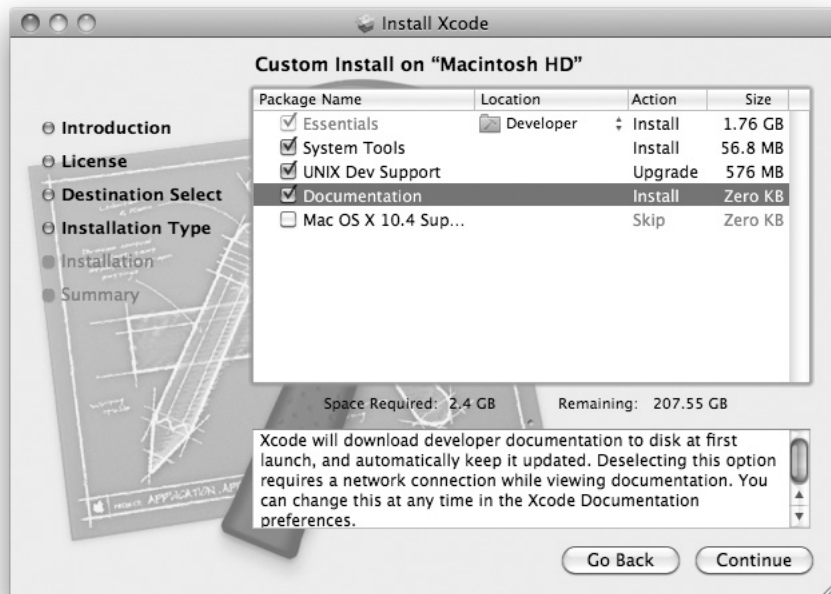 Install Xcode
Custom Install on “Macintosh HD”
Introduction
License
Destination Select
Installation Type
Installation
Summary
Package Name Location Action Size
Essentials Developer Install 1.76 GB
System Tools Install 56.8 MB
UNIX Dev Support Upgrade 576 MB
Documentation Install Zero KB
Mac OS X 10.4 Sup... Skip Zero KB
Space Required: 2.4 GB Remaining: 207.55 GB
Xcode will download developer documentation to disk at first
launch, and automatically keep it updated. Deselecting this option
requires a network connection while viewing documentation. You
can change this at any time in the Xcode Documentation
preferences.
PROJECT APPLICATION.APP
Go Back Continue